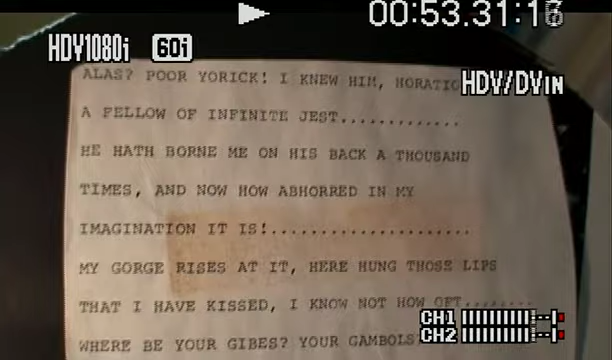 00:53.31:16
HDV1080i 60i
HDV/DVIN
ALAS? POOR YORICK! I KNEW HIM, HORATIO
A FELLOW OF INFINITE JEST.............
HE HATH BORNE ME ON HIS BACK A THOUSAND
TIMES, AND NOW HOW ABHORRED IN MY
IMAGINATION IT IS!.......................
MY GORGE RISES AT IT, HERE HUNG THOSE LIPS
THAT I HAVE KISSED, I KNOW NOT HOW OFT........
WHERE BE YOUR GIBES? YOUR GAMBOLS?
CH1
CH2